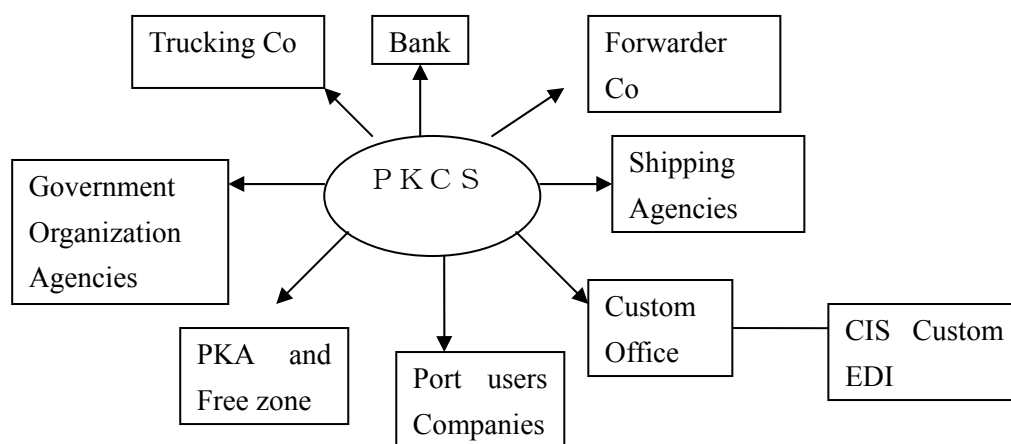 Trucking Co
Bank
Forwarder
Co
PKCS
Government
Organization
Agencies
Shipping
Agencies
PKA and
Free zone
Port users
Companies
Custom
Office
CIS Custom
EDI